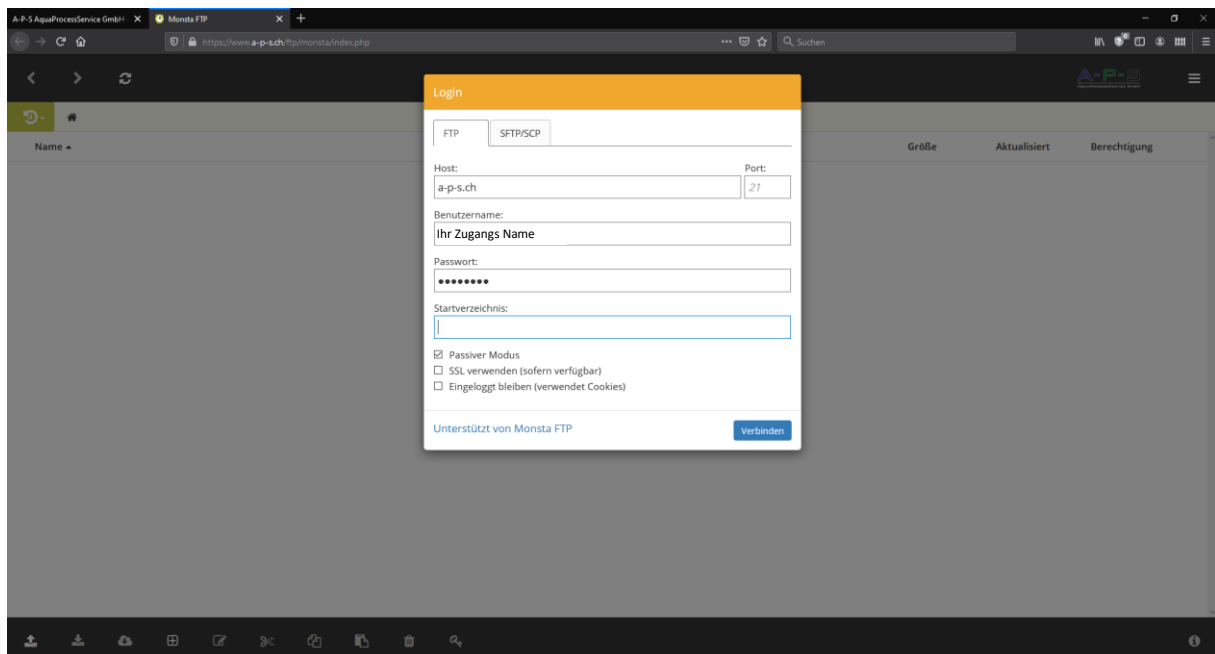 A-P-S AquaProcessService GmbH
Monsta FTP
https://www.a-p-s.ch/ftp/monsta/index.php
Suchen
A-P-S
Login
FTP
SFTP/SCP
Host:
Port:
a-p-s.ch
21
Benutzername:
Ihr Zugangs Name
Passwort:
••••••••
Startverzeichnis:
Passiver Modus
SSL verwenden (sofern verfügbar)
Eingeloggt bleiben (verwendet Cookies)
Unterstützt von Monsta FTP
Verbinden
Name
Größe
Aktualisiert
Berechtigung